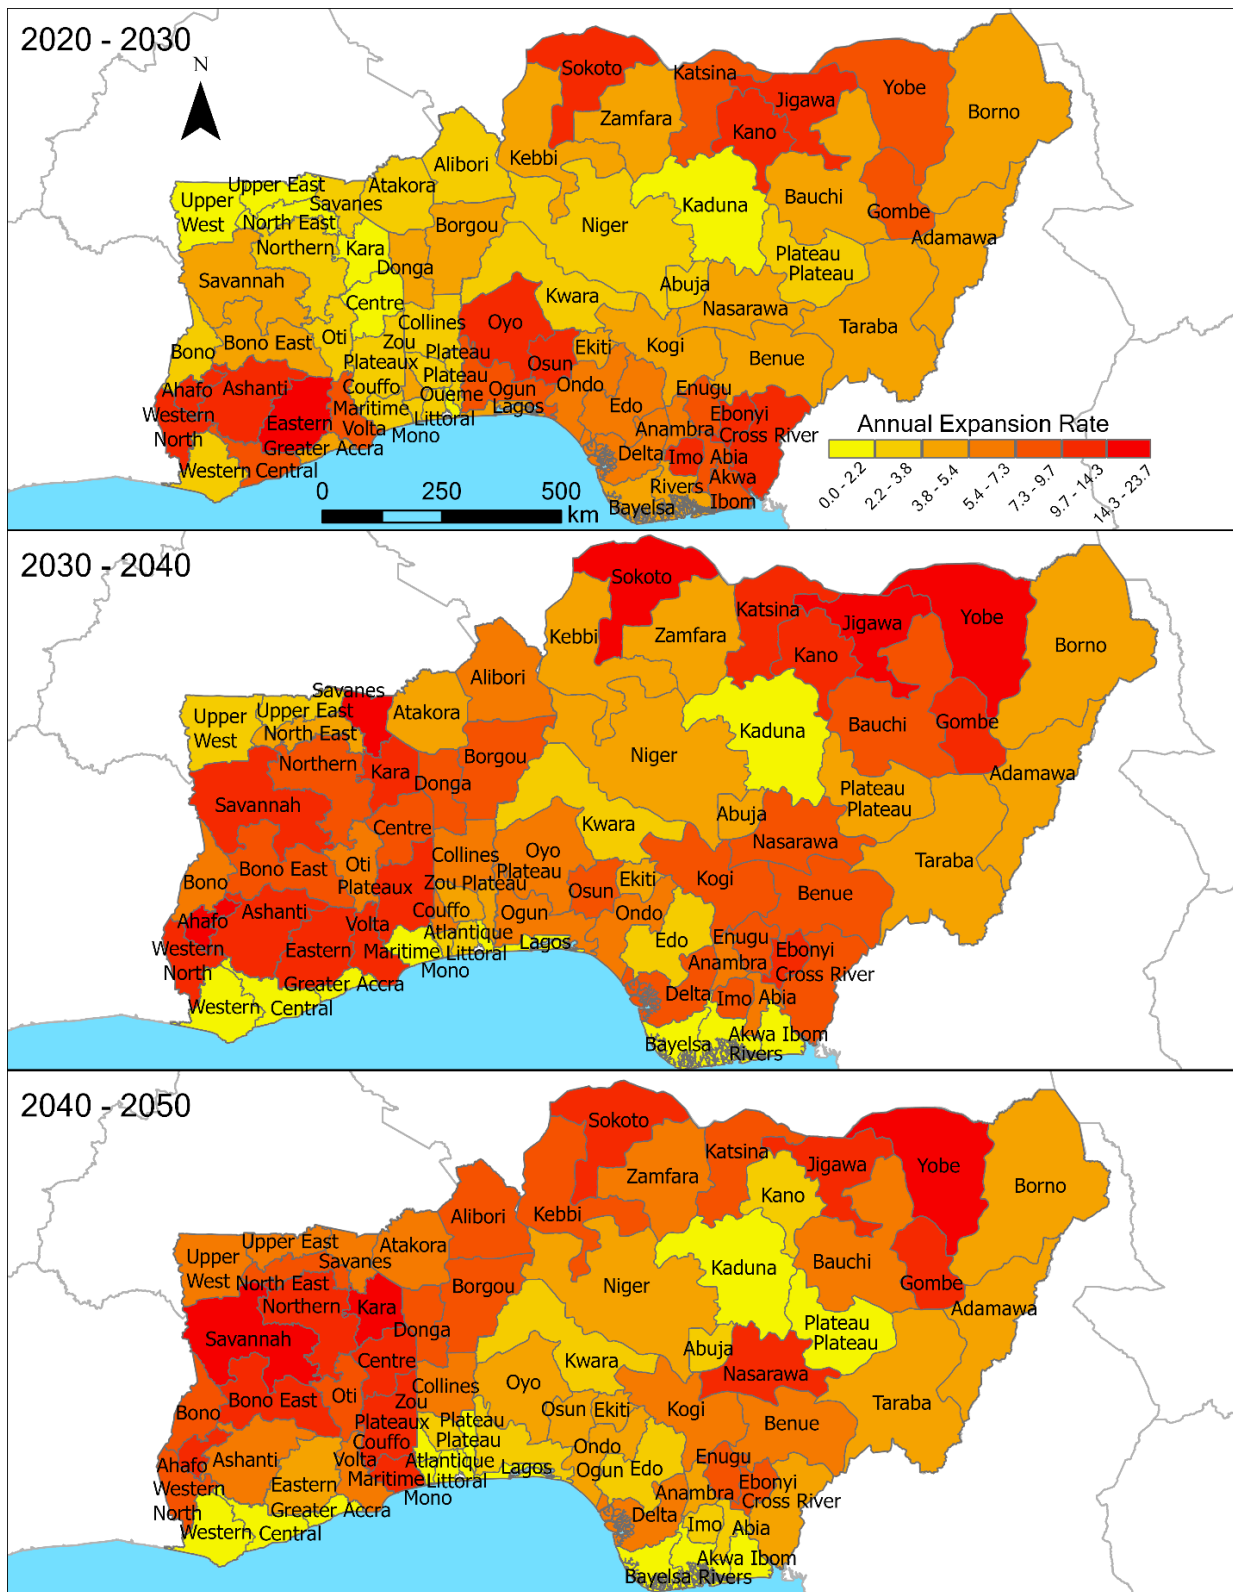 2020 - 2030
N
Sokoto
Katsina
Jigawa
Yobe
Borno
Zamfara
Kano
Kebbi
Alibori
Atakora
Upper East
Upper
West
Savanes
North East
Northern
Kara
Borgou
Donga
Niger
Kaduna
Bauchi
Gombe
Adamawa
Plateau
Plateau
Savannah
Centre
Abuja
Kwara
Nasarawa
Taraba
Bono
Bono East
Oti
Collines
Zou
Plateau
Oyo
Osun
Ekiti
Kogi
Benue
Plateaux
Plateau
Ahafo
Ashanti
Couffo
Oueme
Ogun
Ondo
Enugu
Western
North
Eastern
Maritime
Volta
Littoral
Lagos
Edo
Anambra
Ebonyi
Cross River
Greater Accra
Mono
Western
Central
Delta
Imo
Abia
Akwa
Ibom
Rivers
Bayelsa
Annual Expansion Rate
0.0 - 2.2
2.2 - 3.8
3.8 - 5.4
5.4 - 7.3
7.3 - 9.7
9.7 - 14.3
14.3 - 23.7
0 250 500
km
2030 - 2040
Sokoto
Katsina
Jigawa
Yobe
Borno
Kebbi
Zamfara
Kano
Alibori
Savanes
Upper East
Upper
West
North East
Atakora
Northern
Kara
Donga
Borgou
Niger
Kaduna
Bauchi
Gombe
Adamawa
Plateau
Plateau
Savannah
Centre
Kwara
Abuja
Nasarawa
Taraba
Bono
Bono East
Oti
Plateaux
Collines
Oyo
Plateau
Zou
Plateau
Osun
Ekiti
Kogi
Benue
Ahafo
Ashanti
Volta
Couffo
Ogun
Ondo
Western
North
Eastern
Maritime
Atlantique
Littoral
Mono
Lagos
Edo
Enugu
Anambra
Ebonyi
Cross River
Greater Accra
Western
Central
Delta
Imo
Abia
Bayelsa
Akwa Ibom
Rivers
2040 - 2050
Sokoto
Katsina
Jigawa
Yobe
Borno
Zamfara
Kano
Kebbi
Alibori
Atakora
Upper East
Upper
West
Savanes
North East
Northern
Kara
Borgou
Donga
Niger
Kaduna
Bauchi
Gombe
Adamawa
Plateau
Plateau
Savannah
Centre
Kwara
Abuja
Nasarawa
Taraba
Bono
Bono East
Oti
Collines
Zou
Oyo
Osun
Ekiti
Kogi
Benue
Plateaux
Plateau
Plateau
Couffo
Ahafo
Ashanti
Volta
Atlantique
Ondo
Ogun
Edo
Enugu
Western
North
Eastern
Maritime
Littoral
Mono
Lagos
Anambra
Ebonyi
Cross River
Greater Accra
Western
Central
Delta
Imo
Abia
Akwa Ibom
Bayelsa
Rivers